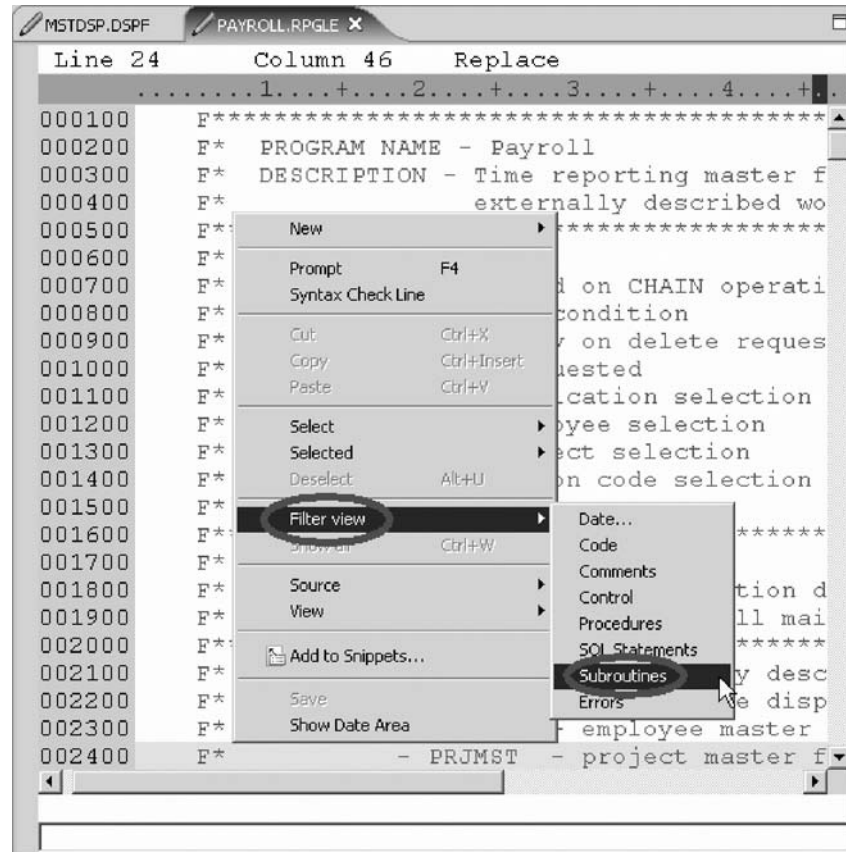 MSTDSP.DSPF PAYROLL.RPGLE
Line 24 Column 46 Replace
.........1....+....2....+....3....+....4....+..
000100 F****************************************
000200 F* PROGRAM NAME - Payroll
000300 F* DESCRIPTION - Time reporting master f
000400 F* externally described wo
000500 F** ******************
000600 F*
000700 F* d on CHAIN operati
000800 F* condition
000900 F* y on delete reques
001000 F* uested
001100 F* ication selection
001200 F* oyee selection
001300 F* ect selection
001400 F* on code selection
001500 F*
001600 F** ******
001700 F*
001800 F* tion d
001900 F* ll mai
002000 F** ******
002100 F* y desc
002200 F* e disp
002300 F* - employee master
002400 F* - PRJMST - project master f
New
Prompt F4
Syntax Check Line
Cut Ctrl+X
Copy Ctrl+Insert
Paste Ctrl+V
Select
Selected
Deselect Alt+U
Filter view
Show all Ctrl+W
Source
View
Add to Snippets...
Save
Show Date Area
Date...
Code
Comments
Control
Procedures
SQL Statements
Subroutines
Errors